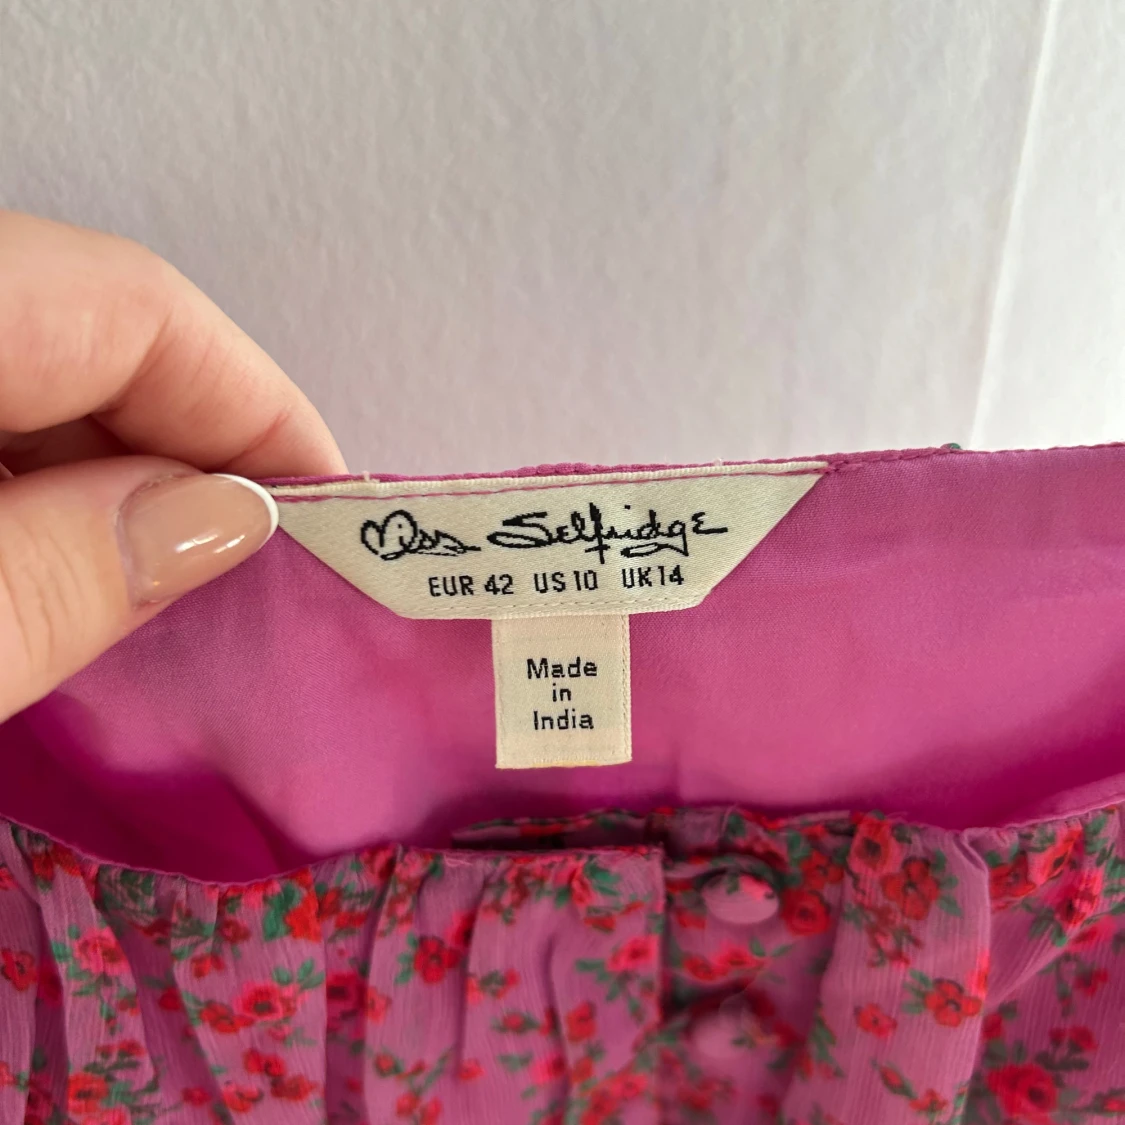 Miss Selfridge
EUR 42 US 10 UK 14
Made
in
India